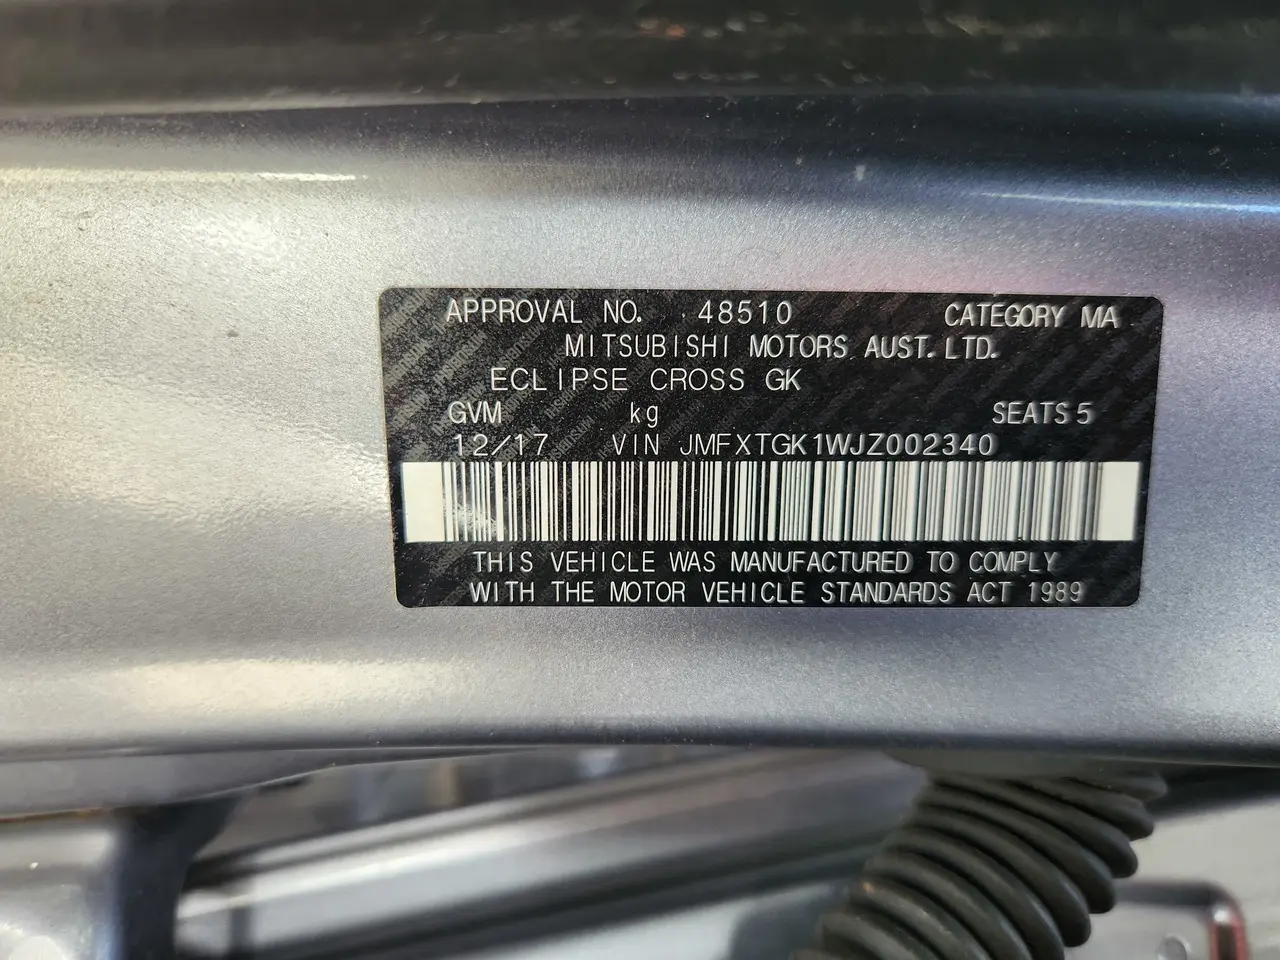 APPROVAL NO. 48510 CATEGORY MA
MITSUBISHI MOTORS AUST. LTD.
ECLIPSE CROSS GK
GVM kg SEATS 5
12/17 VIN JMFXTGK1WJZ002340
THIS VEHICLE WAS MANUFACTURED TO COMPLY
WITH THE MOTOR VEHICLE STANDARDS ACT 1989